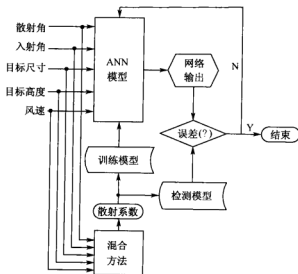 散射角
入射角
目标尺寸
目标高度
风速
ANN
模型
网络
输出
N
误差(?)
Y
结束
训练模型
检测模型
散射系数
混合
方法